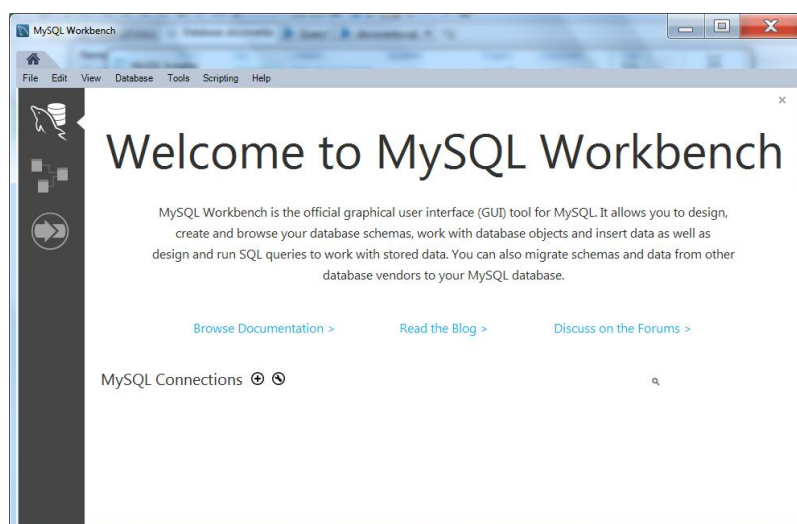 MySQL Workbench
File Edit View Database Tools Scripting Help
Welcome to MySQL Workbench
MySQL Workbench is the official graphical user interface (GUI) tool for MySQL. It allows you to design,
create and browse your database schemas, work with database objects and insert data as well as
design and run SQL queries to work with stored data. You can also migrate schemas and data from other
database vendors to your MySQL database.
Browse Documentation > Read the Blog > Discuss on the Forums >
MySQL Connections